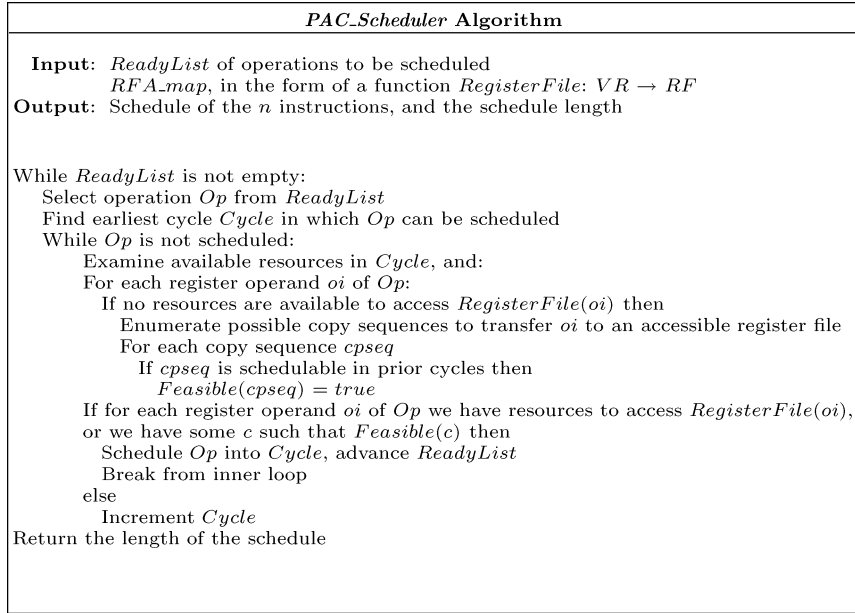 PAC_Scheduler Algorithm
Input: ReadyList of operations to be scheduled
RFA_map, in the form of a function RegisterFile: VR → RF
Output: Schedule of the n instructions, and the schedule length
While ReadyList is not empty:
Select operation Op from ReadyList
Find earliest cycle Cycle in which Op can be scheduled
While Op is not scheduled:
Examine available resources in Cycle, and:
For each register operand oi of Op:
If no resources are available to access RegisterFile(oi) then
Enumerate possible copy sequences to transfer oi to an accessible register file
For each copy sequence cpseq
If cpseq is schedulable in prior cycles then
Feasible(cpseq) = true
If for each register operand oi of Op we have resources to access RegisterFile(oi),
or we have some c such that Feasible(c) then
Schedule Op into Cycle, advance ReadyList
Break from inner loop
else
Increment Cycle
Return the length of the schedule